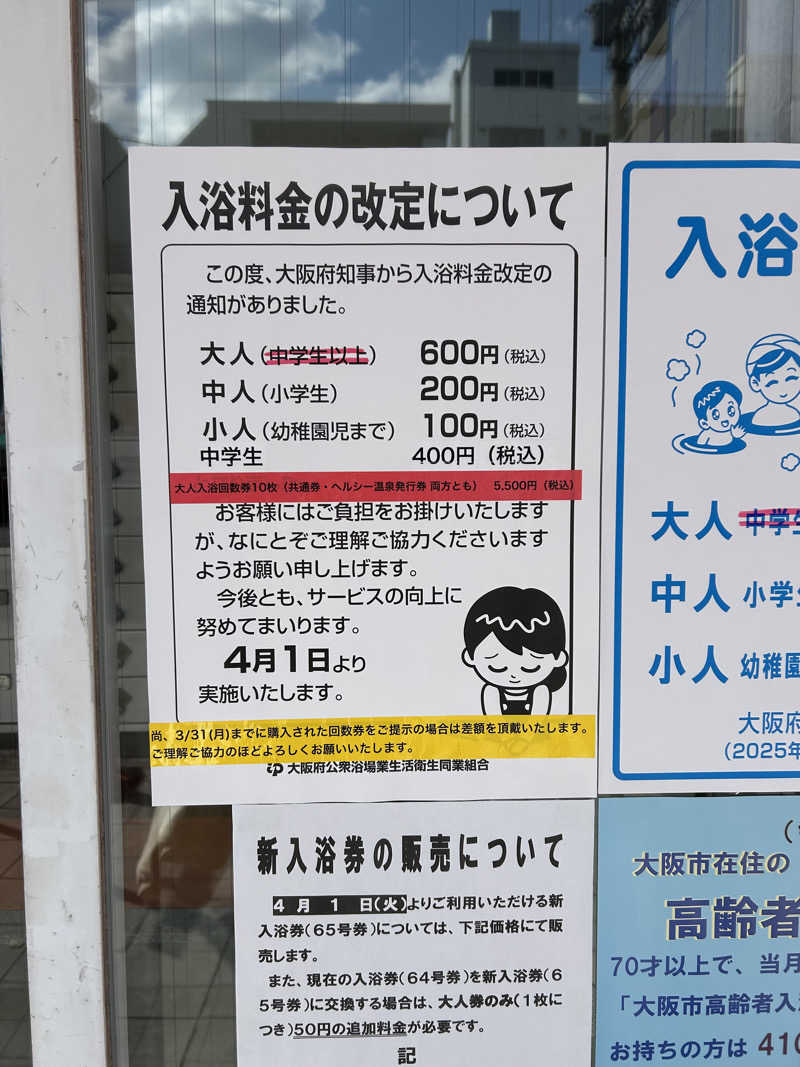 入浴料金の改定について
この度、大阪府知事から入浴料金改定の
通知がありました。
大人(中学生以上) 600円(税込)
中人(小学生) 200円(税込)
小人(幼稚園児まで) 100円(税込)
中学生 400円(税込)
大人入浴回数券10枚(共通券・ヘルシー温泉発行券 両方とも) 5,500円(税込)
お客様にはご負担をお掛けいたします
が、なにとぞご理解ご協力くださいます
ようお願い申し上げます。
今後とも、サービスの向上に
努めてまいります。
4月1日より
実施いたします。
尚、3/31(月)までに購入された回数券をご提示の場合は差額を頂戴いたします。
ご理解ご協力のほどよろしくお願いいたします。
大阪府公衆浴場業生活衛生同業組合
新入浴券の販売について
4月1日(火)よりご利用いただける新
入浴券(65号券)については、下記価格にて販
売します。
また、現在の入浴券(64号券)を新入浴券(6
5号券)に交換する場合は、大人券のみ(1枚に
つき)50円の追加料金が必要です。
記
入浴
大人 中学生
中人 小学生
小人 幼稚園
大阪府
(2025年
大阪市在住の
高齢者
70才以上で、当月
「大阪市高齢者入
お持ちの方は 410